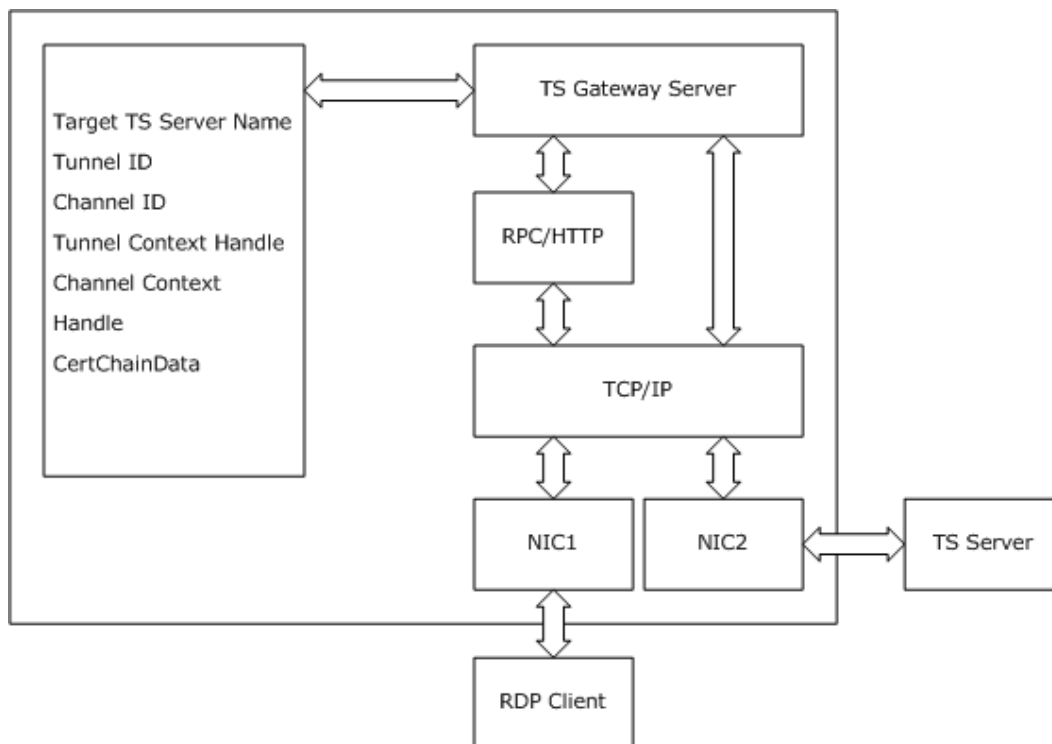 Target TS Server Name
Tunnel ID
Channel ID
Tunnel Context Handle
Channel Context
Handle
CertChainData
TS Gateway Server
RPC/HTTP
TCP/IP
NIC1
NIC2
TS Server
RDP Client